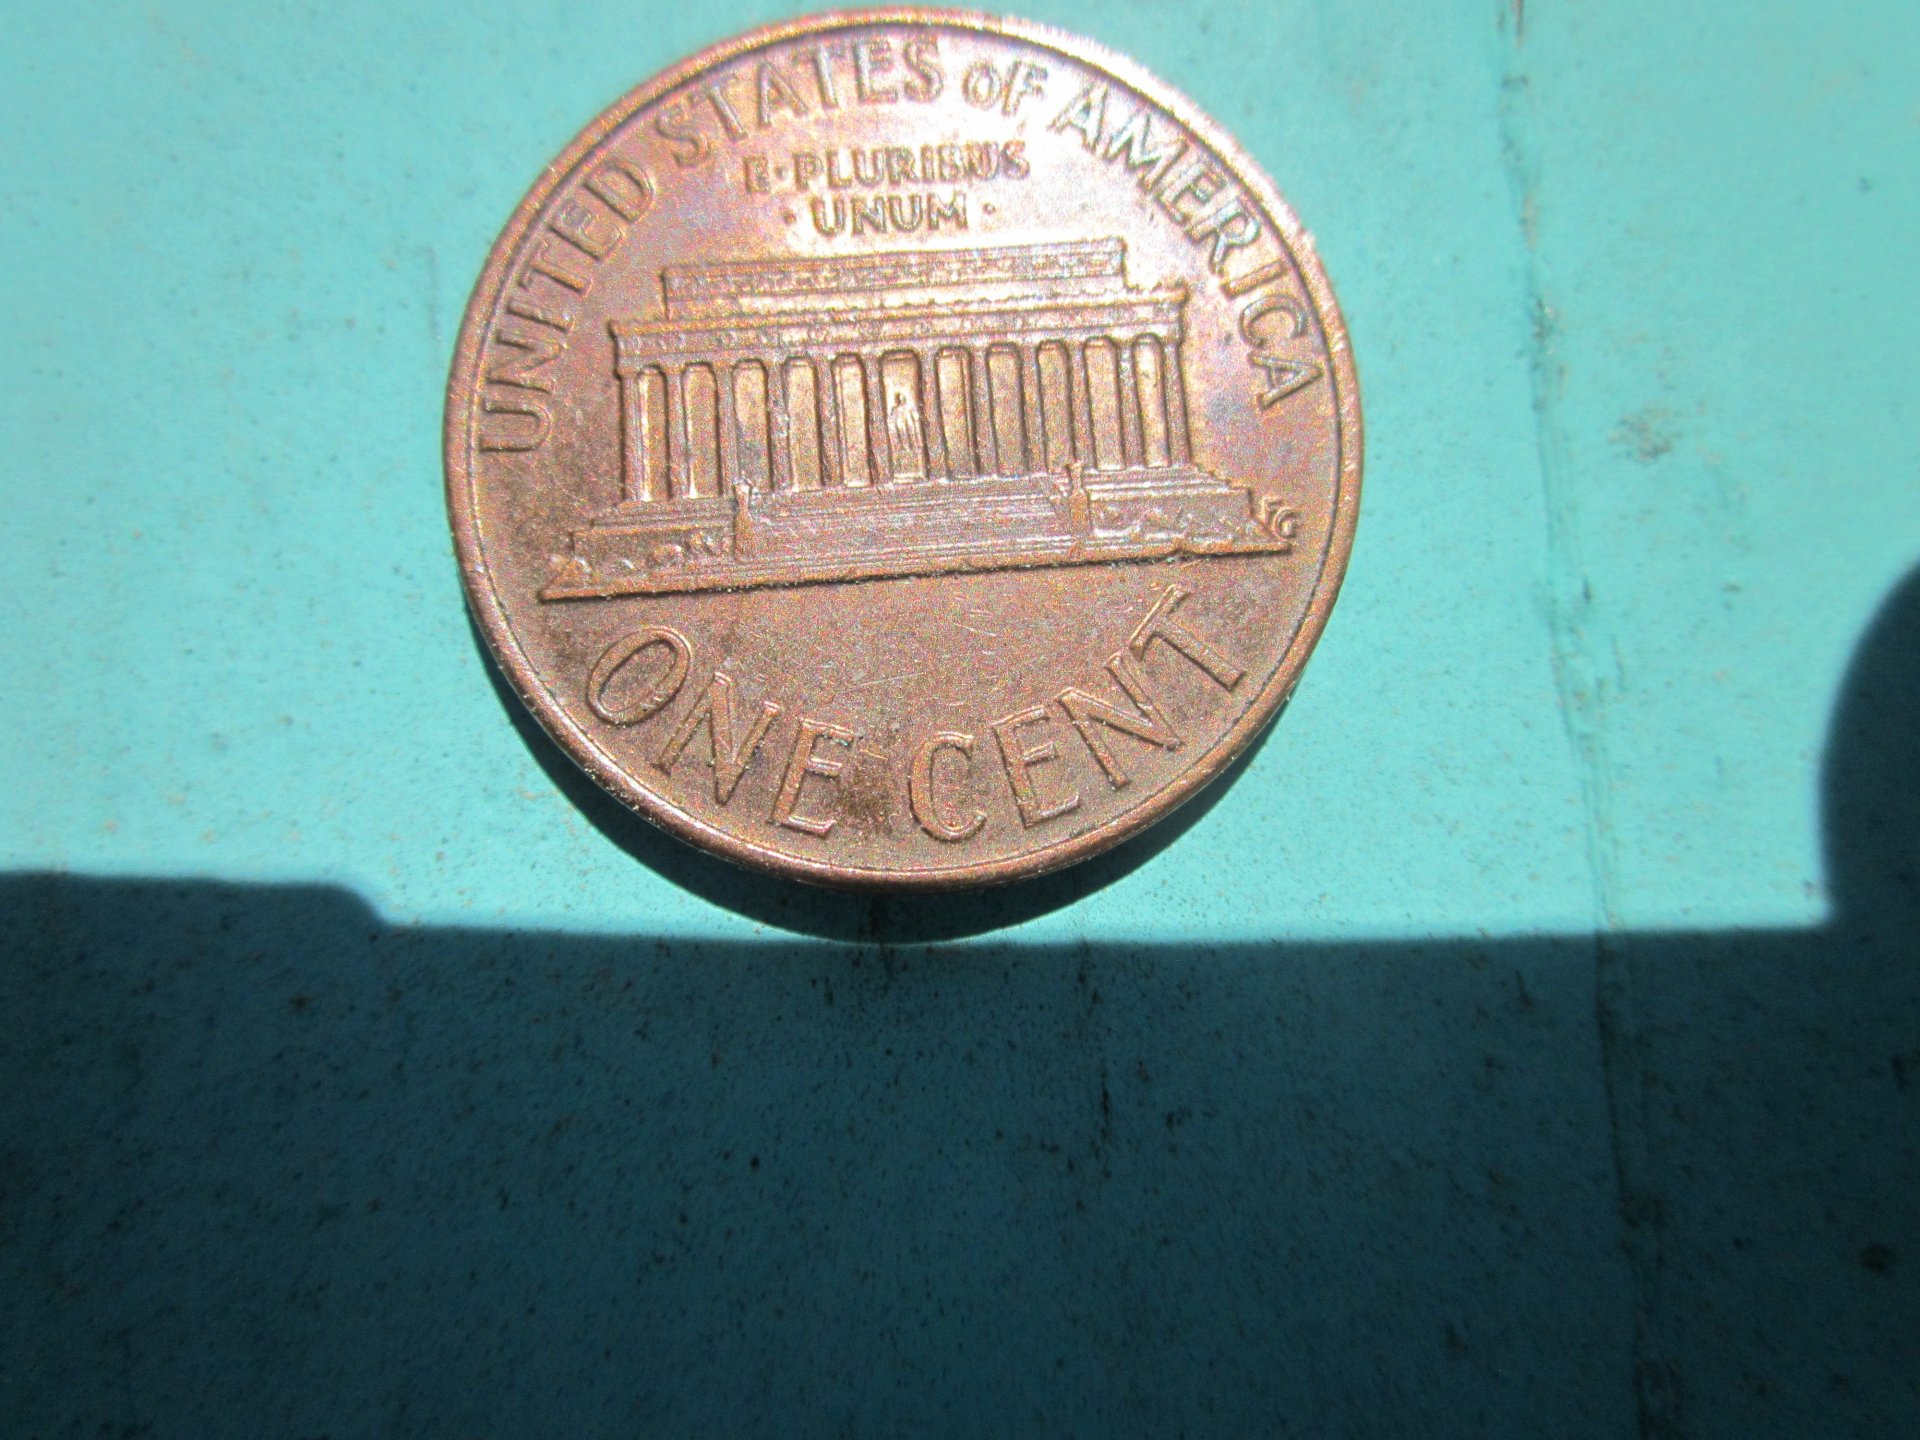 UNITED STATES OF AMERICA
E·PLURIBUS
·UNUM·
FG
ONE CENT